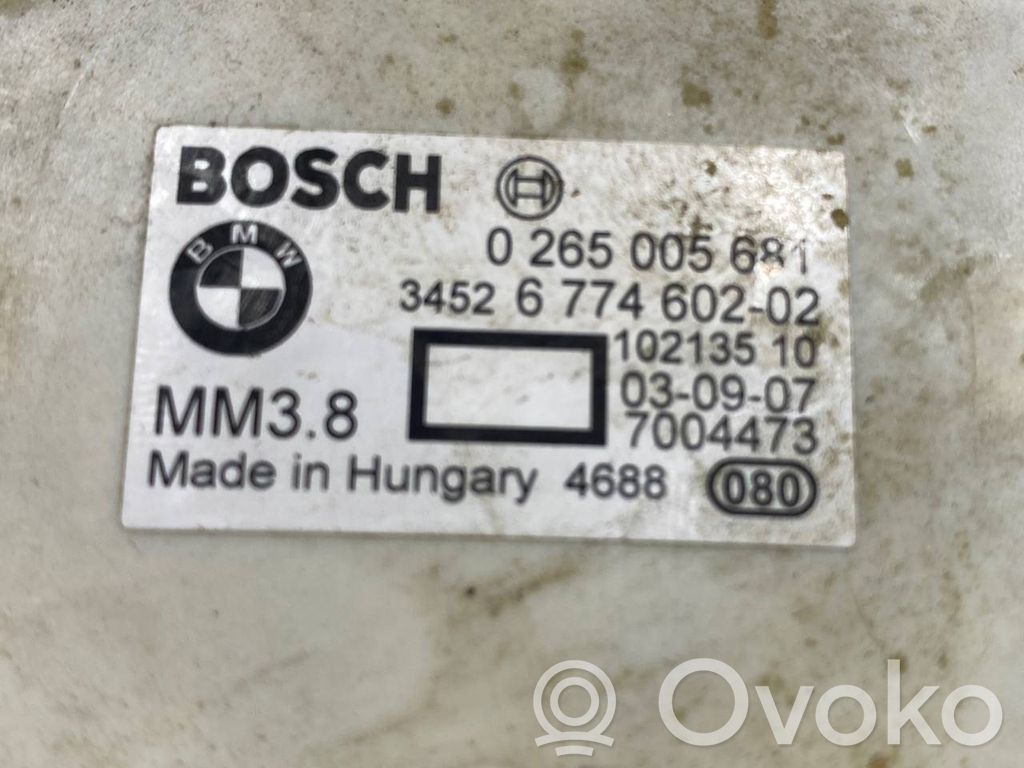 BOSCH
BMW
0 265 005 681
3452 6 774 602-02
102135 10
03-09-07
MM3.8
7004473
Made in Hungary 4688 080
Ovoko